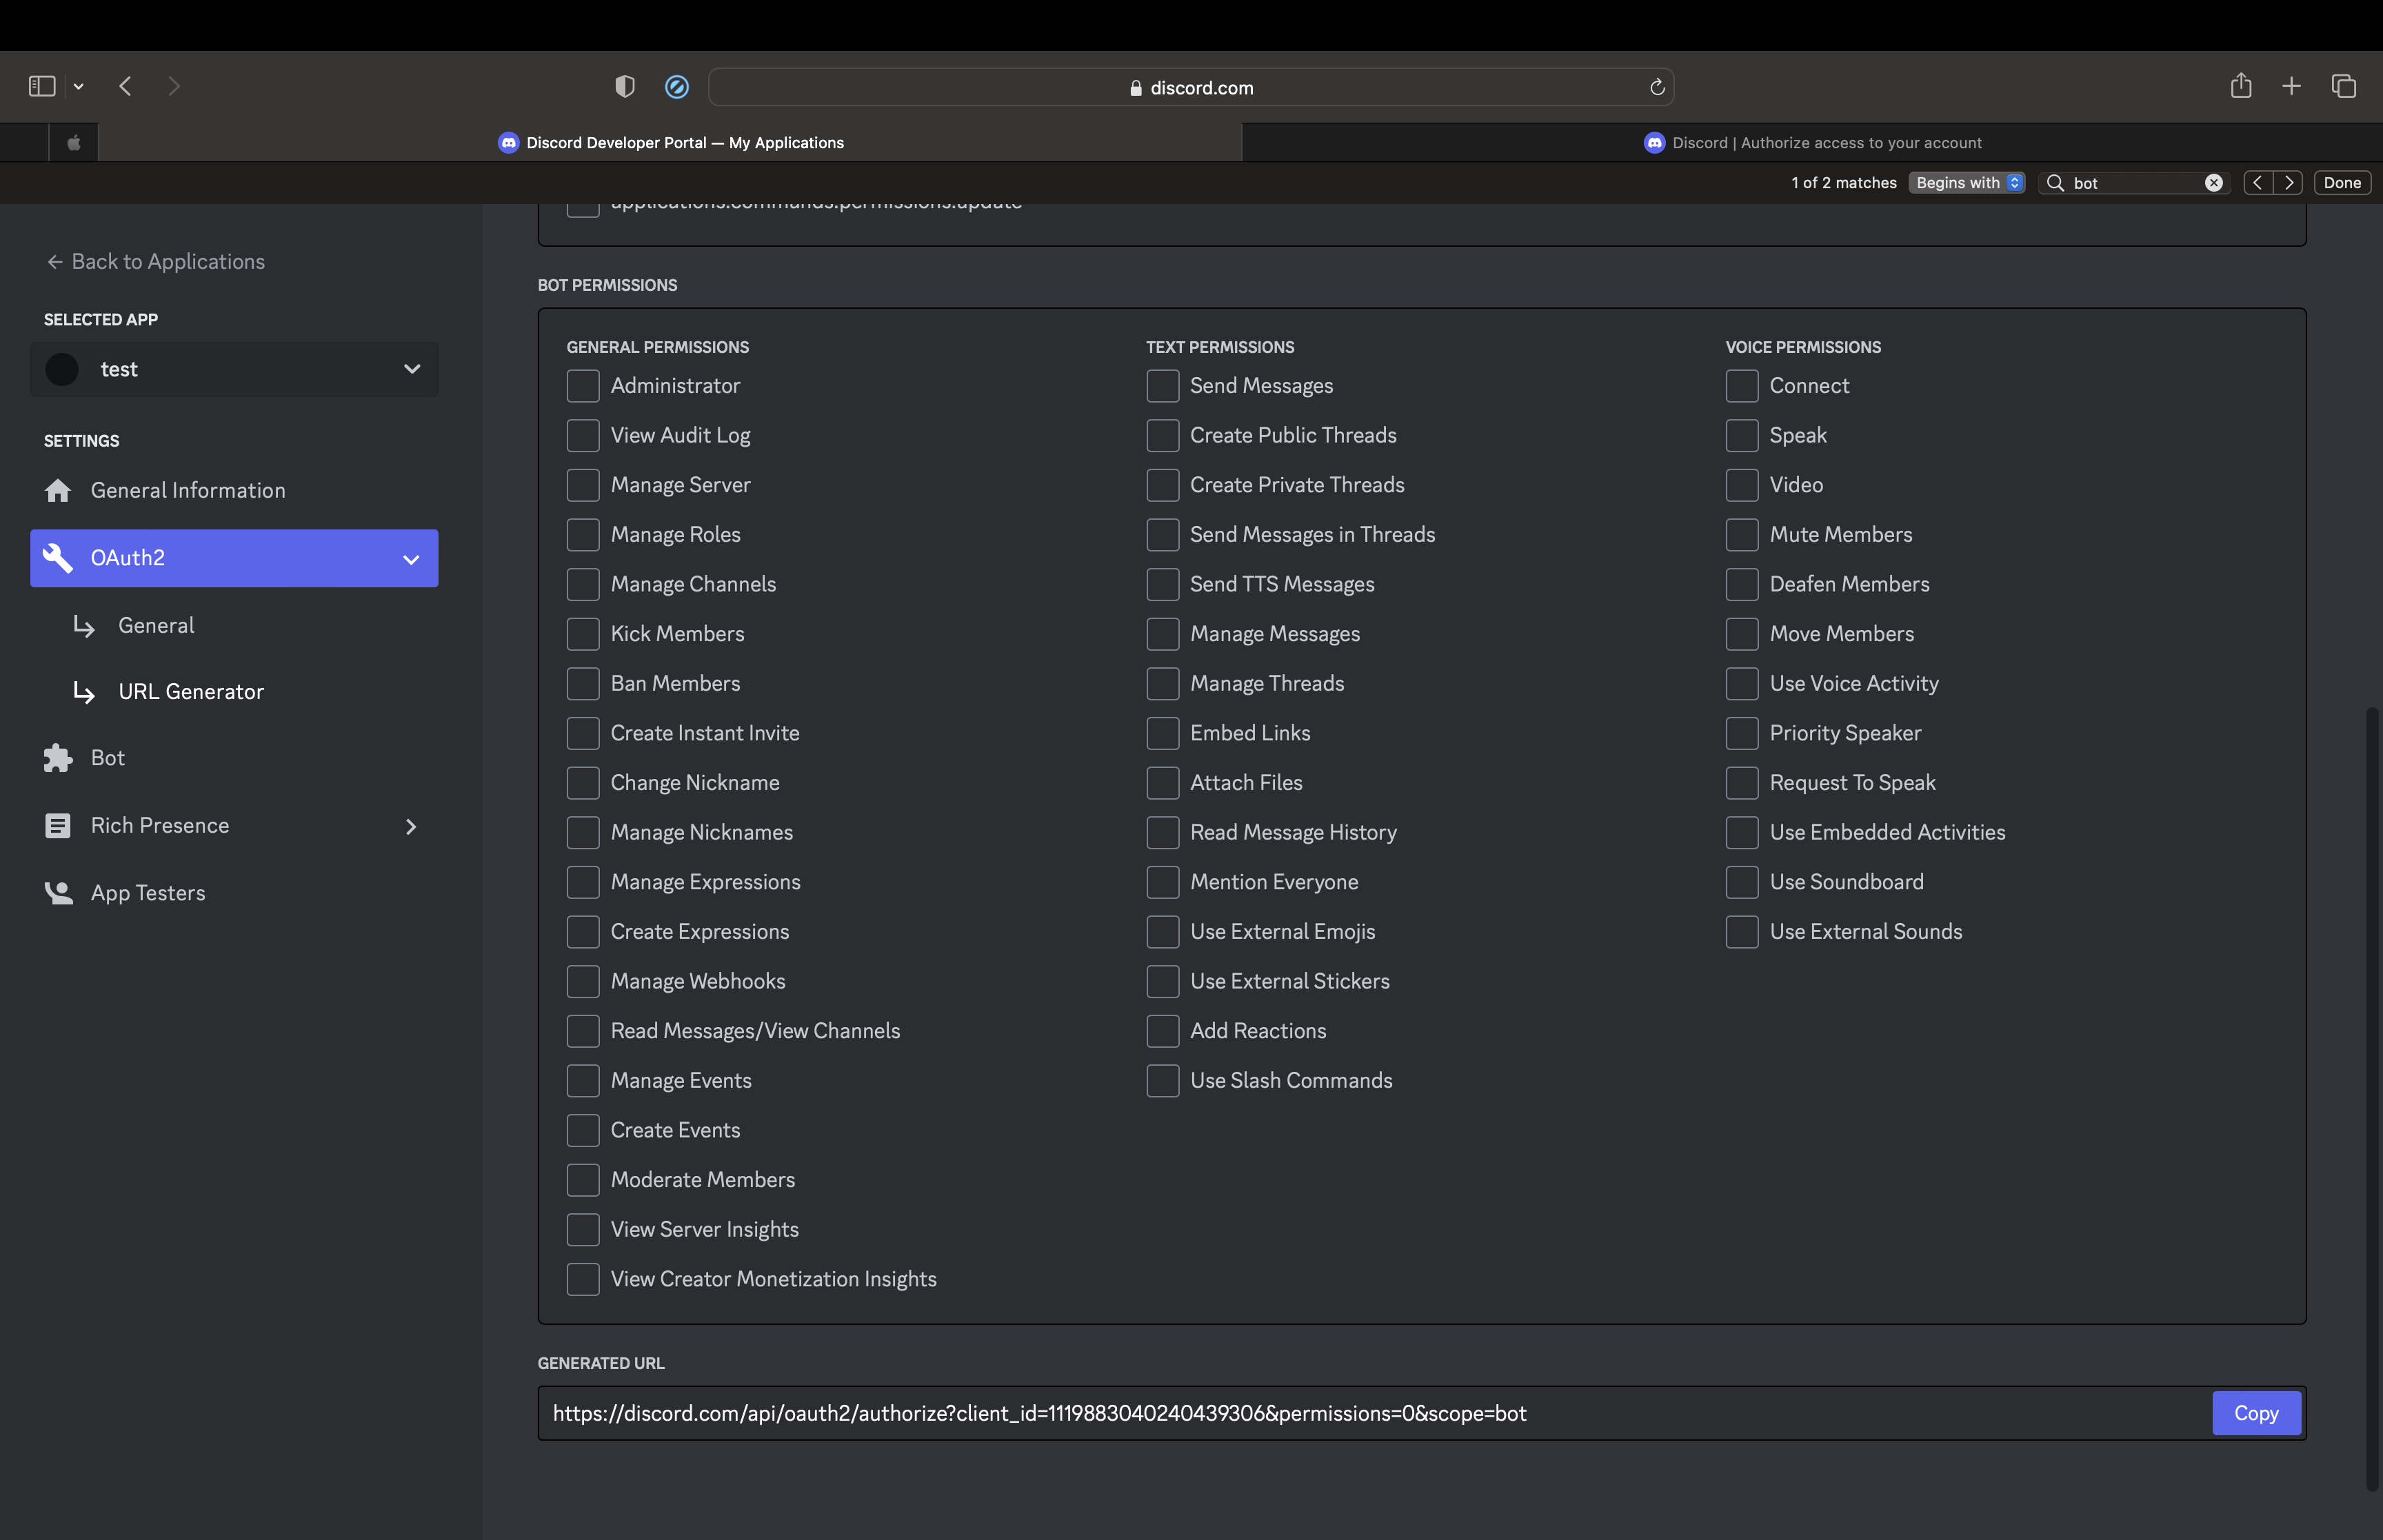 discord.com
Discord Developer Portal — My Applications
Discord | Authorize access to your account
1 of 2 matches
Begins with
bot
Done
applications.commands.permissions.update
← Back to Applications
SELECTED APP
test
SETTINGS
General Information
OAuth2
General
URL Generator
Bot
Rich Presence
App Testers
BOT PERMISSIONS
GENERAL PERMISSIONS
Administrator
View Audit Log
Manage Server
Manage Roles
Manage Channels
Kick Members
Ban Members
Create Instant Invite
Change Nickname
Manage Nicknames
Manage Expressions
Create Expressions
Manage Webhooks
Read Messages/View Channels
Manage Events
Create Events
Moderate Members
View Server Insights
View Creator Monetization Insights
TEXT PERMISSIONS
Send Messages
Create Public Threads
Create Private Threads
Send Messages in Threads
Send TTS Messages
Manage Messages
Manage Threads
Embed Links
Attach Files
Read Message History
Mention Everyone
Use External Emojis
Use External Stickers
Add Reactions
Use Slash Commands
VOICE PERMISSIONS
Connect
Speak
Video
Mute Members
Deafen Members
Move Members
Use Voice Activity
Priority Speaker
Request To Speak
Use Embedded Activities
Use Soundboard
Use External Sounds
GENERATED URL
https://discord.com/api/oauth2/authorize?client_id=1119883040240439306&permissions=0&scope=bot
Copy